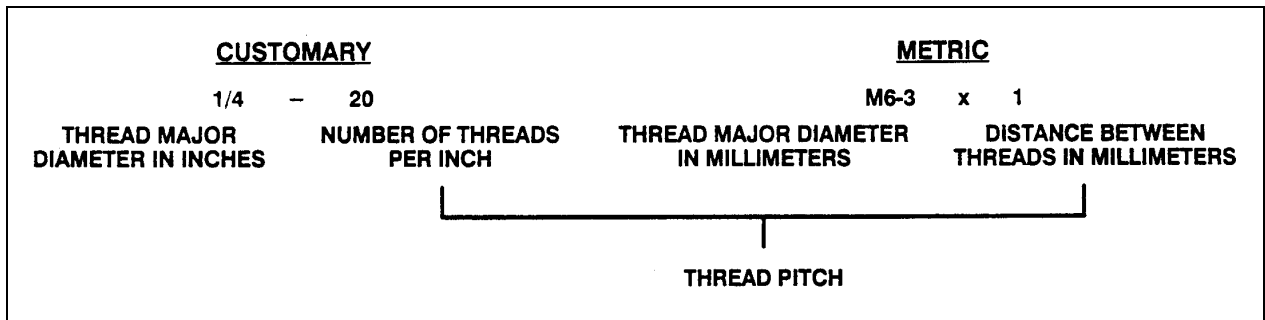 CUSTOMARY
1/4 – 20
THREAD MAJOR
DIAMETER IN INCHES
NUMBER OF THREADS
PER INCH
METRIC
M6-3 x 1
THREAD MAJOR DIAMETER
IN MILLIMETERS
DISTANCE BETWEEN
THREADS IN MILLIMETERS
THREAD PITCH